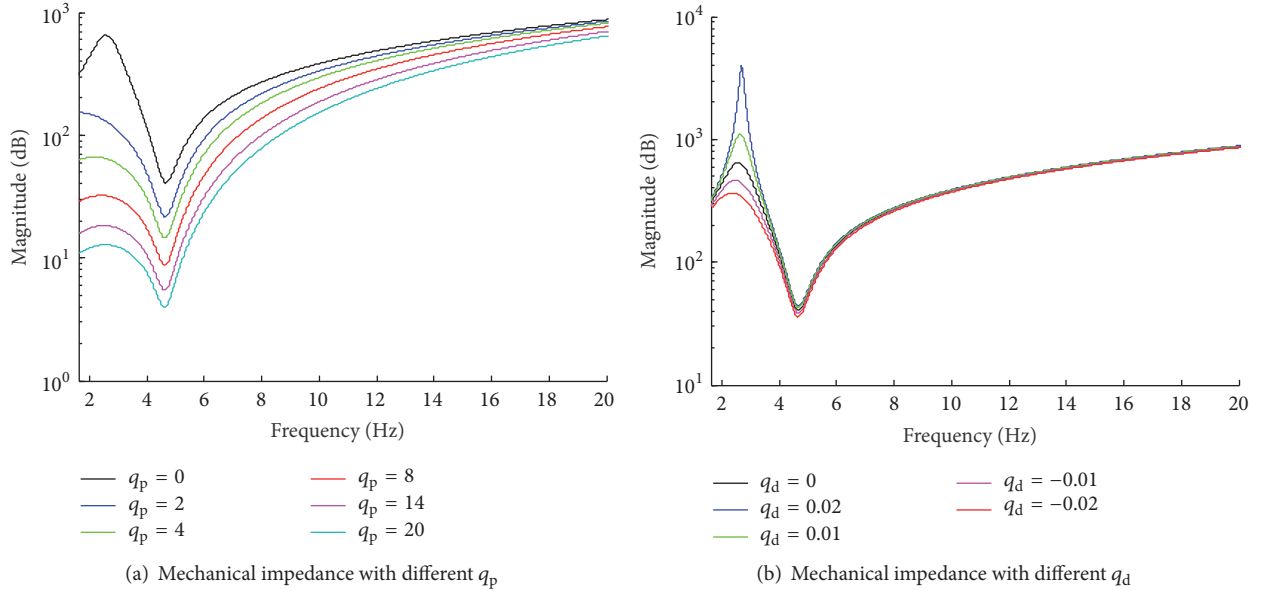 10^3
10^2
10^1
10^0
Magnitude (dB)
2 4 6 8 10 12 14 16 18 20
Frequency (Hz)
q_p = 0
q_p = 2
q_p = 4
q_p = 8
q_p = 14
q_p = 20
(a) Mechanical impedance with different q_p
10^4
10^3
10^2
10^1
Magnitude (dB)
2 4 6 8 10 12 14 16 18 20
Frequency (Hz)
q_d = 0
q_d = 0.02
q_d = 0.01
q_d = −0.01
q_d = −0.02
(b) Mechanical impedance with different q_d